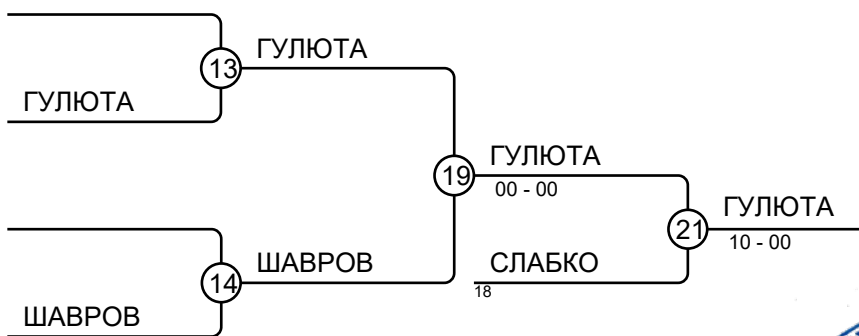 13
ГУЛЮТА
ГУЛЮТА
19
ГУЛЮТА
00 - 00
21
ГУЛЮТА
10 - 00
14
ШАВРОВ
СЛАБКО
18
ШАВРОВ